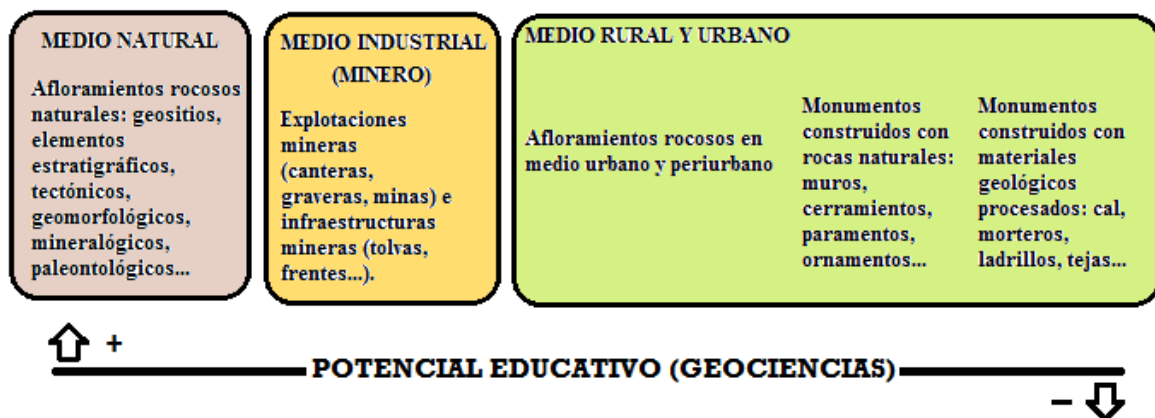 MEDIO NATURAL
Afloramientos rocosos
naturales: geositios,
elementos
estratigráficos,
tectónicos,
geomorfológicos,
mineralógicos,
paleontológicos...
MEDIO INDUSTRIAL
(MINERO)
Explotaciones
mineras
(canteras,
graveras, minas) e
infraestructuras
mineras (tolvas,
frentes...).
MEDIO RURAL Y URBANO
Afloramientos rocosos en
medio urbano y periurbano
Monumentos
construidos con
rocas naturales:
muros,
cerramientos,
paramentos,
ornamentos...
Monumentos
construidos con
materiales
geológicos
procesados: cal,
morteros,
ladrillos, tejas...
+
POTENCIAL EDUCATIVO (GEOCIENCIAS)
−